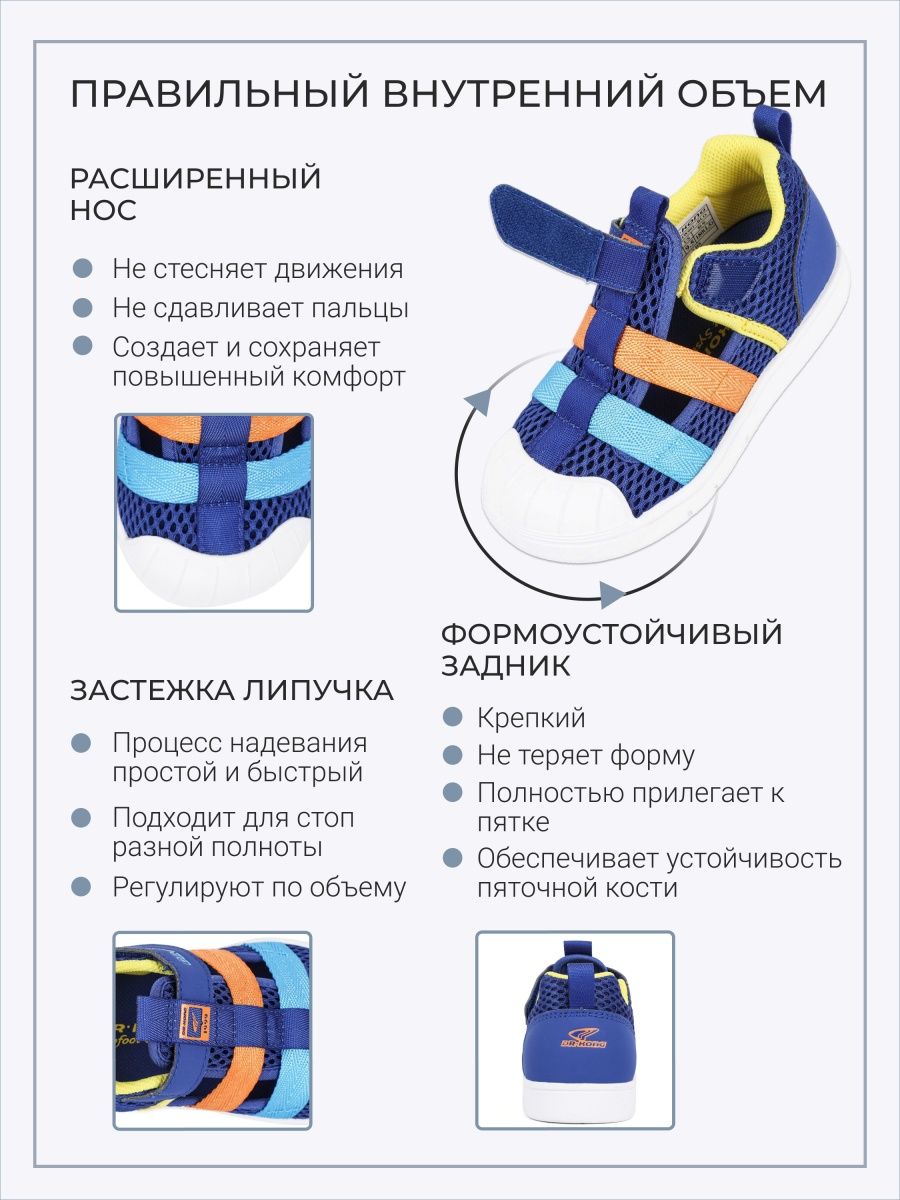 ПРАВИЛЬНЫЙ ВНУТРЕННИЙ ОБЪЕМ
РАСШИРЕННЫЙ
НОС
Не стесняет движения
Не сдавливает пальцы
Создает и сохраняет
повышенный комфорт
ФОРМОУСТОЙЧИВЫЙ
ЗАДНИК
Крепкий
Не теряет форму
Полностью прилегает к
пятке
Обеспечивает устойчивость
пяточной кости
ЗАСТЕЖКА ЛИПУЧКА
Процесс надевания
простой и быстрый
Подходит для стоп
разной полноты
Регулируют по объему
DR·KONG